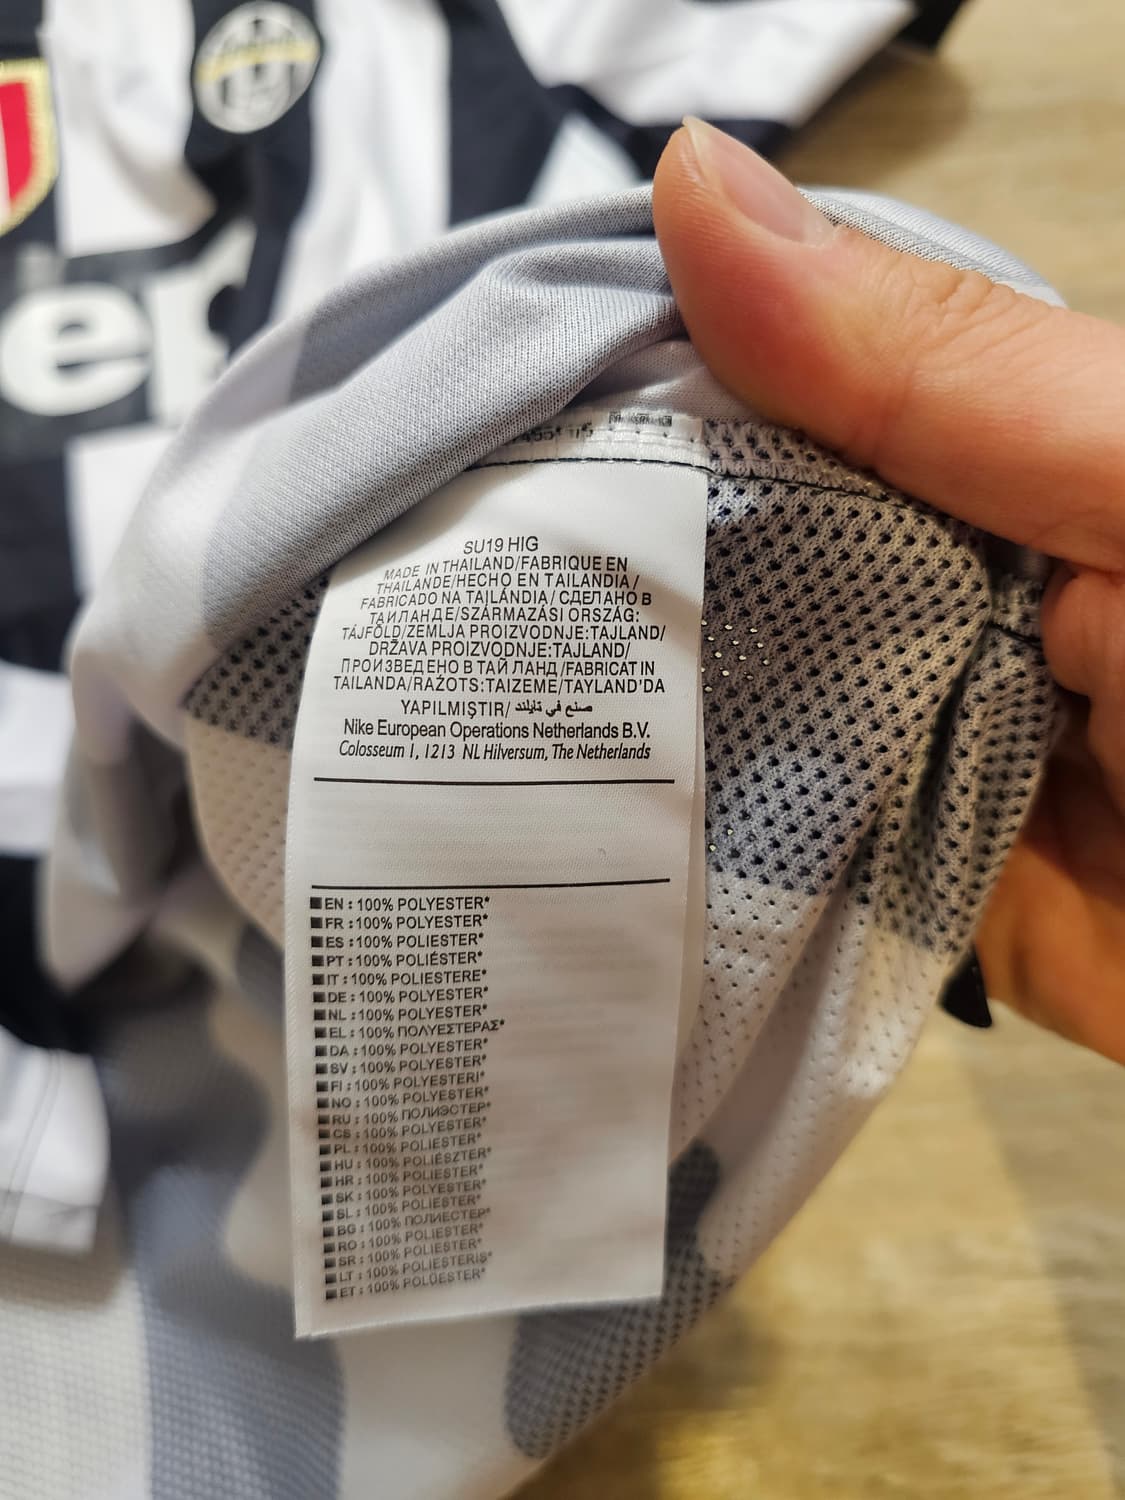 ef
SU19 HIG
MADE IN THAILAND/FABRIQUE EN
THAILANDE/HECHO EN TAILANDIA/
FABRICADO NA TAILÁNDIA/СДЕЛАНО В
ТАИЛАНДЕ/SZÁRMAZÁSI ORSZÁG:
TÁJFÖLD/ZEMLJA PROIZVODNJE:TAJLAND/
DRŽAVA PROIZVODNJE:TAJLAND/
ПРОИЗВЕДЕНО В ТАЙЛАНД/FABRICAT IN
TAILANDA/RAŽOTS:TAIZEME/TAYLAND'DA
YAPILMIŞTIR/ صنع في تايلند
Nike European Operations Netherlands B.V.
Colosseum 1, 1213 NL Hilversum, The Netherlands
EN : 100% POLYESTER*
FR : 100% POLYESTER*
ES : 100% POLIESTER*
PT : 100% POLIÉSTER*
IT : 100% POLIESTERE*
DE : 100% POLYESTER*
NL : 100% POLYESTER*
EL : 100% ΠΟΛΥΕΣΤΕΡΑΣ*
DA : 100% POLYESTER*
SV : 100% POLYESTER*
FI : 100% POLYESTERI*
NO : 100% POLYESTER*
RU : 100% ПОЛИЭСТЕР*
CS : 100% POLYESTER*
PL : 100% POLIESTER*
HU : 100% POLIÉSZTER*
HR : 100% POLIESTER*
SK : 100% POLYESTER*
SL : 100% POLIESTER*
BG : 100% ПОЛИЕСТЕР*
RO : 100% POLIESTER*
SR : 100% POLIESTER*
LT : 100% POLIESTERIS*
ET : 100% POLÜESTER*